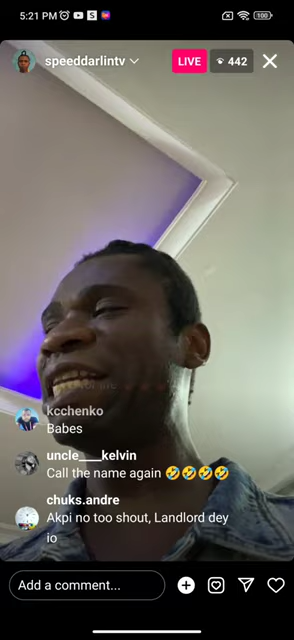 5:21 PM
100
speeddarlintv
LIVE
442
kcchenko
Babes
uncle____kelvin
Call the name again 🤣🤣🤣🤣
chuks.andre
Akpi no too shout, Landlord dey
io
Add a comment...